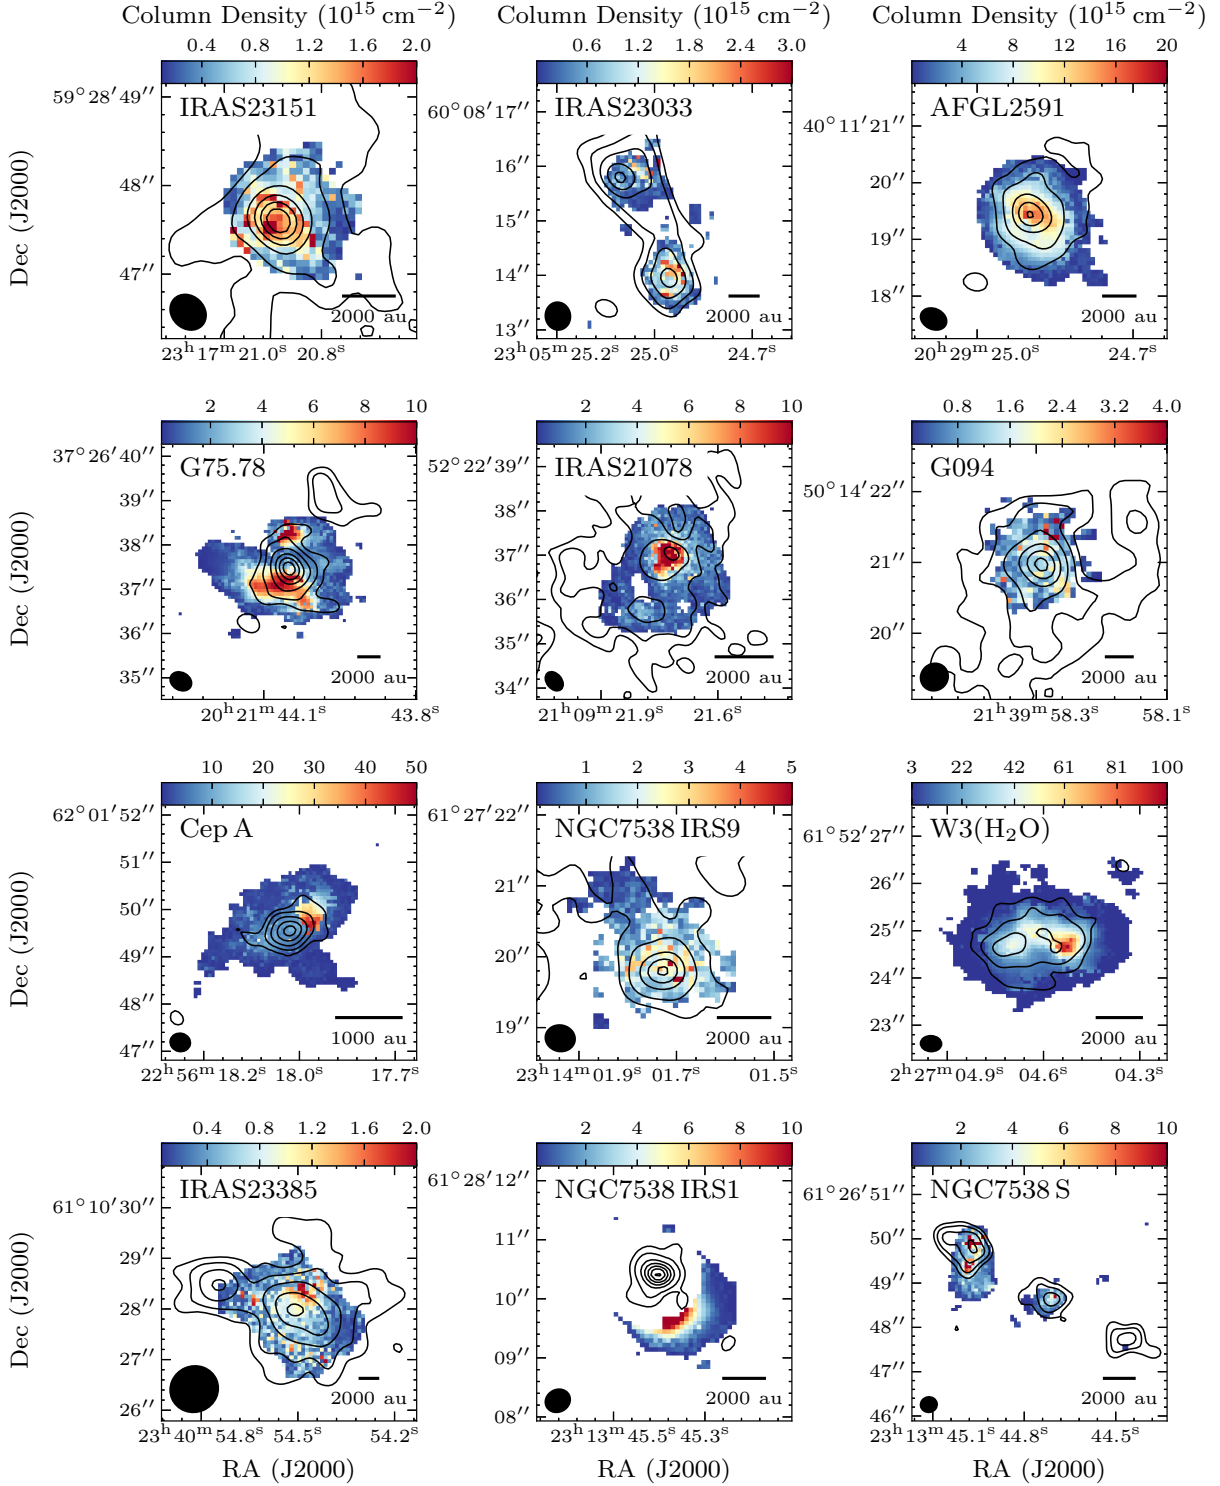 Column Density (10¹⁵ cm⁻²) Column Density (10¹⁵ cm⁻²) Column Density (10¹⁵ cm⁻²)
0.4 0.8 1.2 1.6 2.0 0.6 1.2 1.8 2.4 3.0 4 8 12 16 20
IRAS23151 IRAS23033 AFGL2591
59°28′49″ 48″ 47″
60°08′17″ 16″ 15″ 14″ 13″
40°11′21″ 20″ 19″ 18″
Dec (J2000)
2000 au 2000 au 2000 au
23ʰ17ᵐ21.0ˢ 20.8ˢ 23ʰ05ᵐ25.2ˢ 25.0ˢ 24.7ˢ 20ʰ29ᵐ25.0ˢ 24.7ˢ
2 4 6 8 10 2 4 6 8 10 0.8 1.6 2.4 3.2 4.0
G75.78 IRAS21078 G094
37°26′40″ 39″ 38″ 37″ 36″ 35″
52°22′39″ 38″ 37″ 36″ 35″ 34″
50°14′22″ 21″ 20″
Dec (J2000)
2000 au 2000 au 2000 au
20ʰ21ᵐ44.1ˢ 43.8ˢ 21ʰ09ᵐ21.9ˢ 21.6ˢ 21ʰ39ᵐ58.3ˢ 58.1ˢ
10 20 30 40 50 1 2 3 4 5 3 22 42 61 81 100
Cep A NGC7538 IRS9 W3(H₂O)
62°01′52″ 51″ 50″ 49″ 48″ 47″
61°27′22″ 21″ 20″ 19″
61°52′27″ 26″ 25″ 24″ 23″
Dec (J2000)
1000 au 2000 au 2000 au
22ʰ56ᵐ18.2ˢ 18.0ˢ 17.7ˢ 23ʰ14ᵐ01.9ˢ 01.7ˢ 01.5ˢ 2ʰ27ᵐ04.9ˢ 04.6ˢ 04.3ˢ
0.4 0.8 1.2 1.6 2.0 2 4 6 8 10 2 4 6 8 10
IRAS23385 NGC7538 IRS1 NGC7538 S
61°10′30″ 29″ 28″ 27″ 26″
61°28′12″ 11″ 10″ 09″ 08″
61°26′51″ 50″ 49″ 48″ 47″ 46″
Dec (J2000)
2000 au 2000 au 2000 au
23ʰ40ᵐ54.8ˢ 54.5ˢ 54.2ˢ 23ʰ13ᵐ45.5ˢ 45.3ˢ 23ʰ13ᵐ45.1ˢ 44.8ˢ 44.5ˢ
RA (J2000) RA (J2000) RA (J2000)